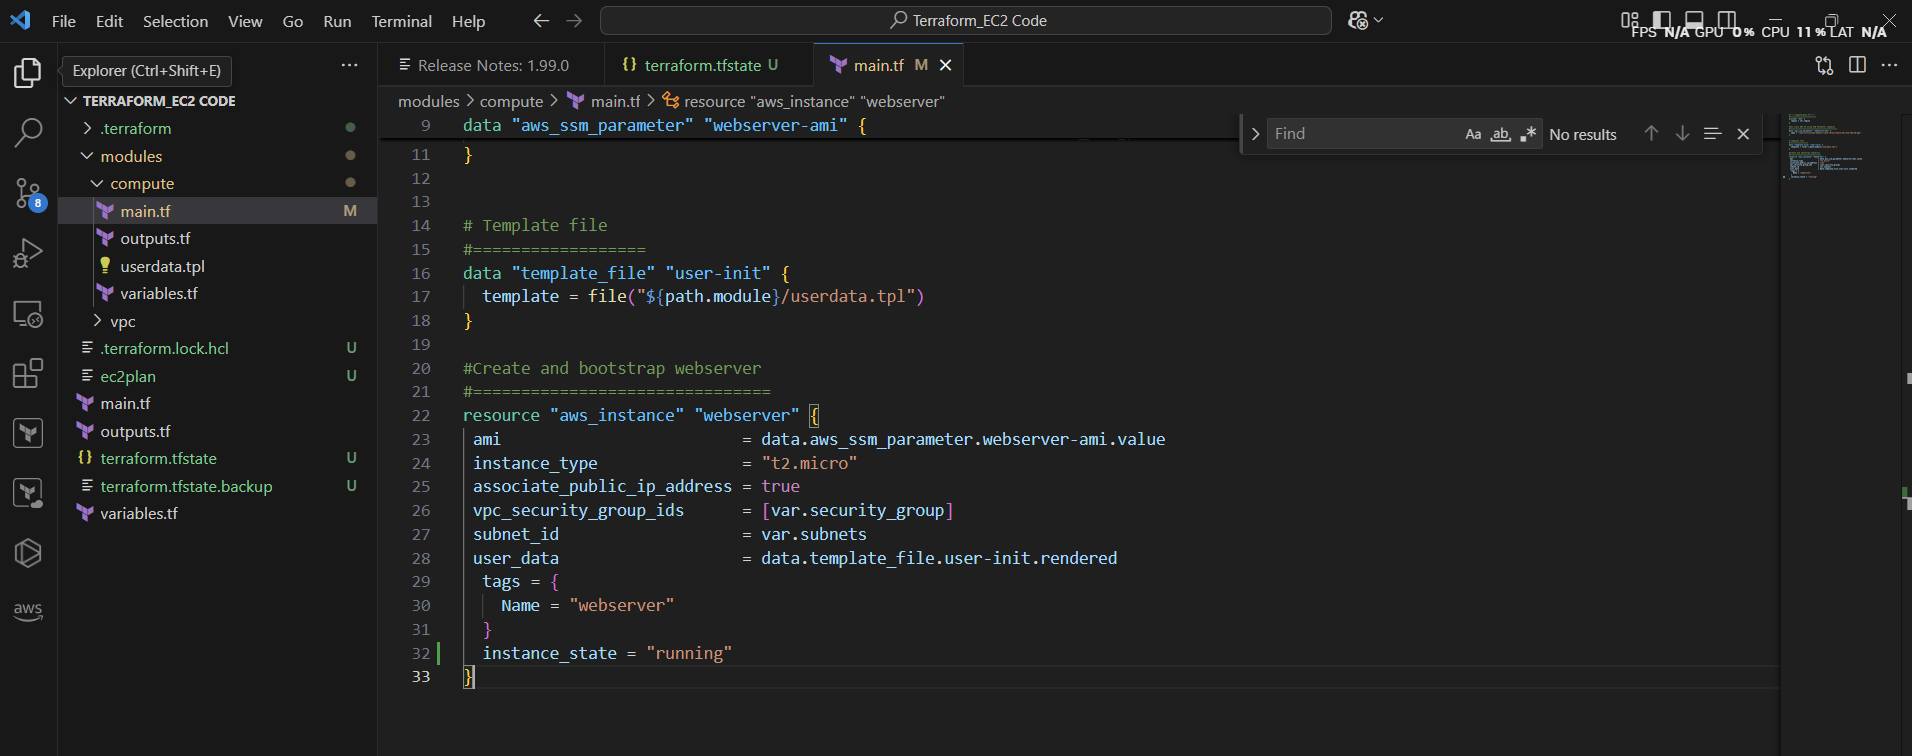 File Edit Selection View Go Run Terminal Help
Terraform_EC2 Code
FPS N/A GPU 0% CPU 11% LAT N/A
Explorer (Ctrl+Shift+E)
Release Notes: 1.99.0
terraform.tfstate U
main.tf M
TERRAFORM_EC2 CODE
.terraform
modules
compute
main.tf M
outputs.tf
userdata.tpl
variables.tf
vpc
.terraform.lock.hcl U
ec2plan U
main.tf
outputs.tf
terraform.tfstate U
terraform.tfstate.backup U
variables.tf
8
aws
modules > compute > main.tf > resource "aws_instance" "webserver"
Find Aa ab No results
9 data "aws_ssm_parameter" "webserver-ami" {
11 }
12
13
14 # Template file
15 #==================
16 data "template_file" "user-init" {
17 template = file("${path.module}/userdata.tpl")
18 }
19
20 #Create and bootstrap webserver
21 #===============================
22 resource "aws_instance" "webserver" {
23 ami = data.aws_ssm_parameter.webserver-ami.value
24 instance_type = "t2.micro"
25 associate_public_ip_address = true
26 vpc_security_group_ids = [var.security_group]
27 subnet_id = var.subnets
28 user_data = data.template_file.user-init.rendered
29 tags = {
30 Name = "webserver"
31 }
32 instance_state = "running"
33 }